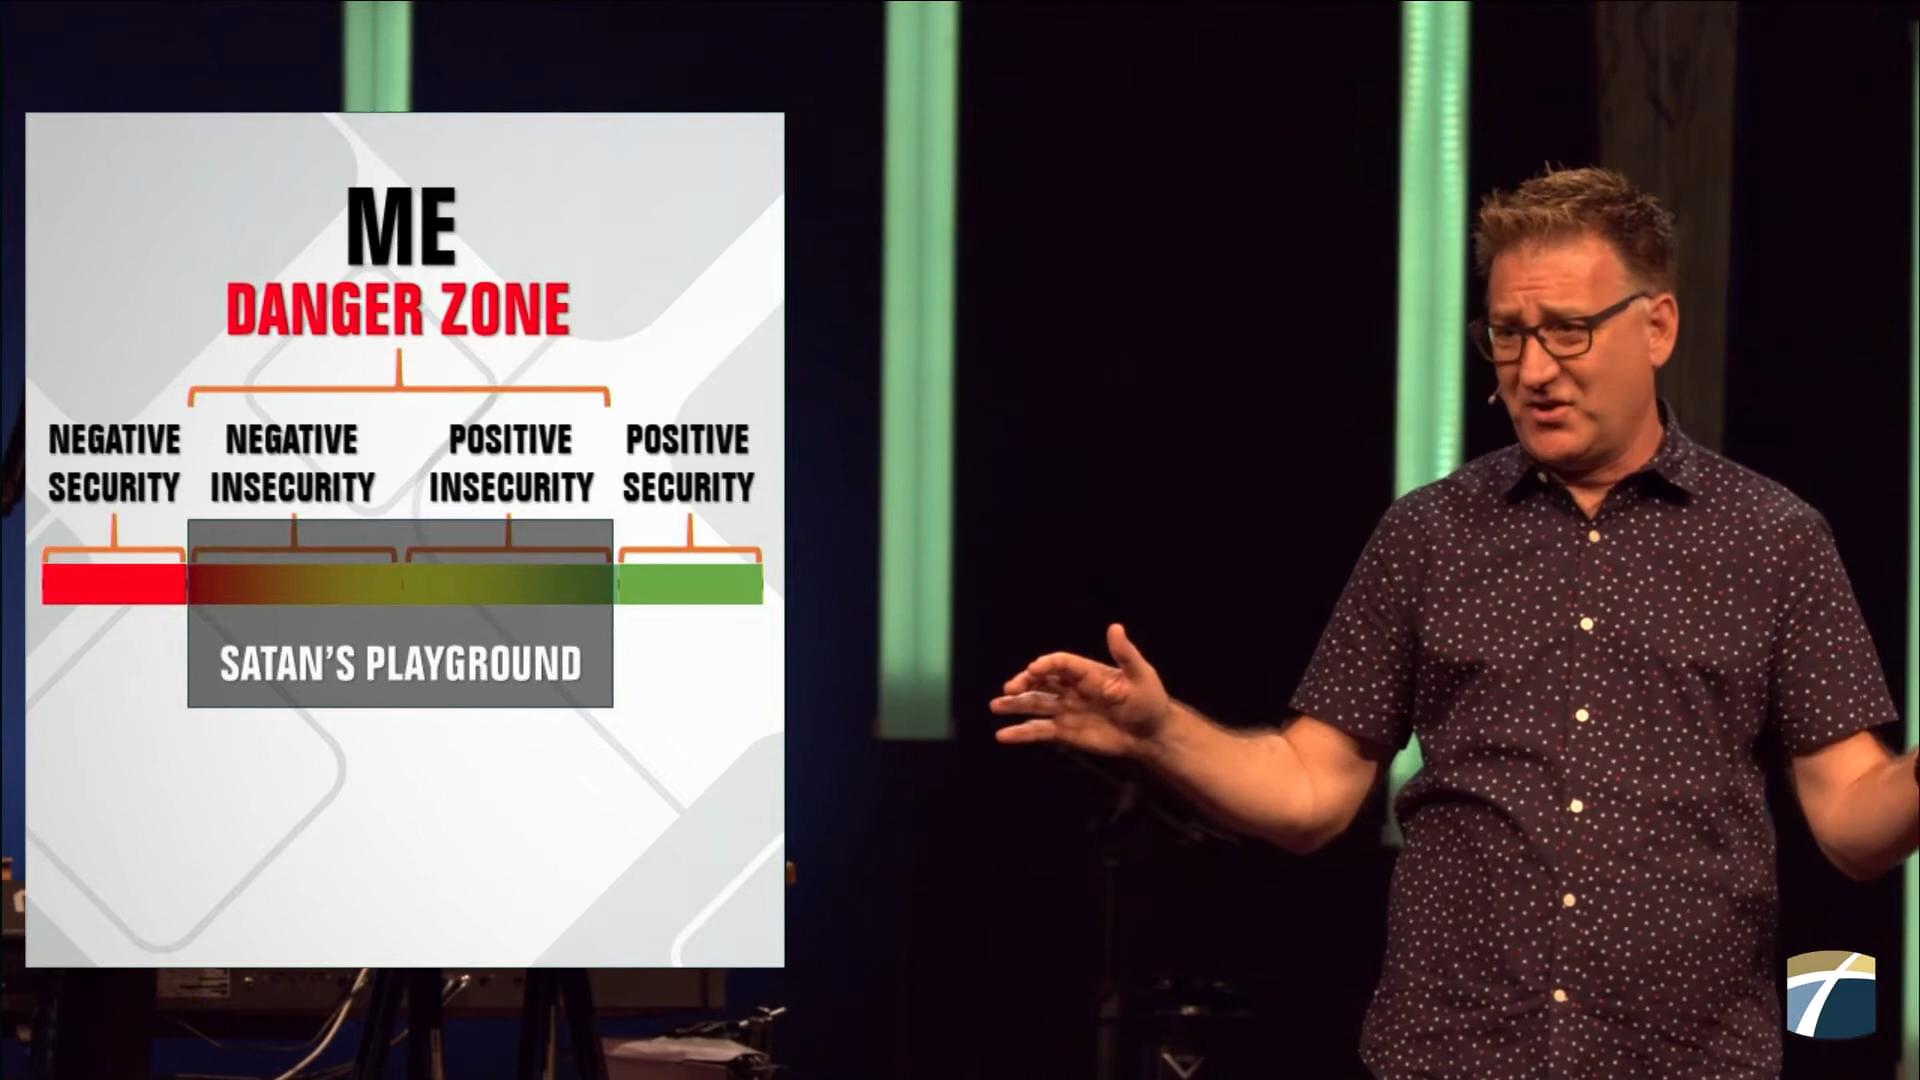 ME
DANGER ZONE
NEGATIVE SECURITY
NEGATIVE INSECURITY
POSITIVE INSECURITY
POSITIVE SECURITY
SATAN'S PLAYGROUND